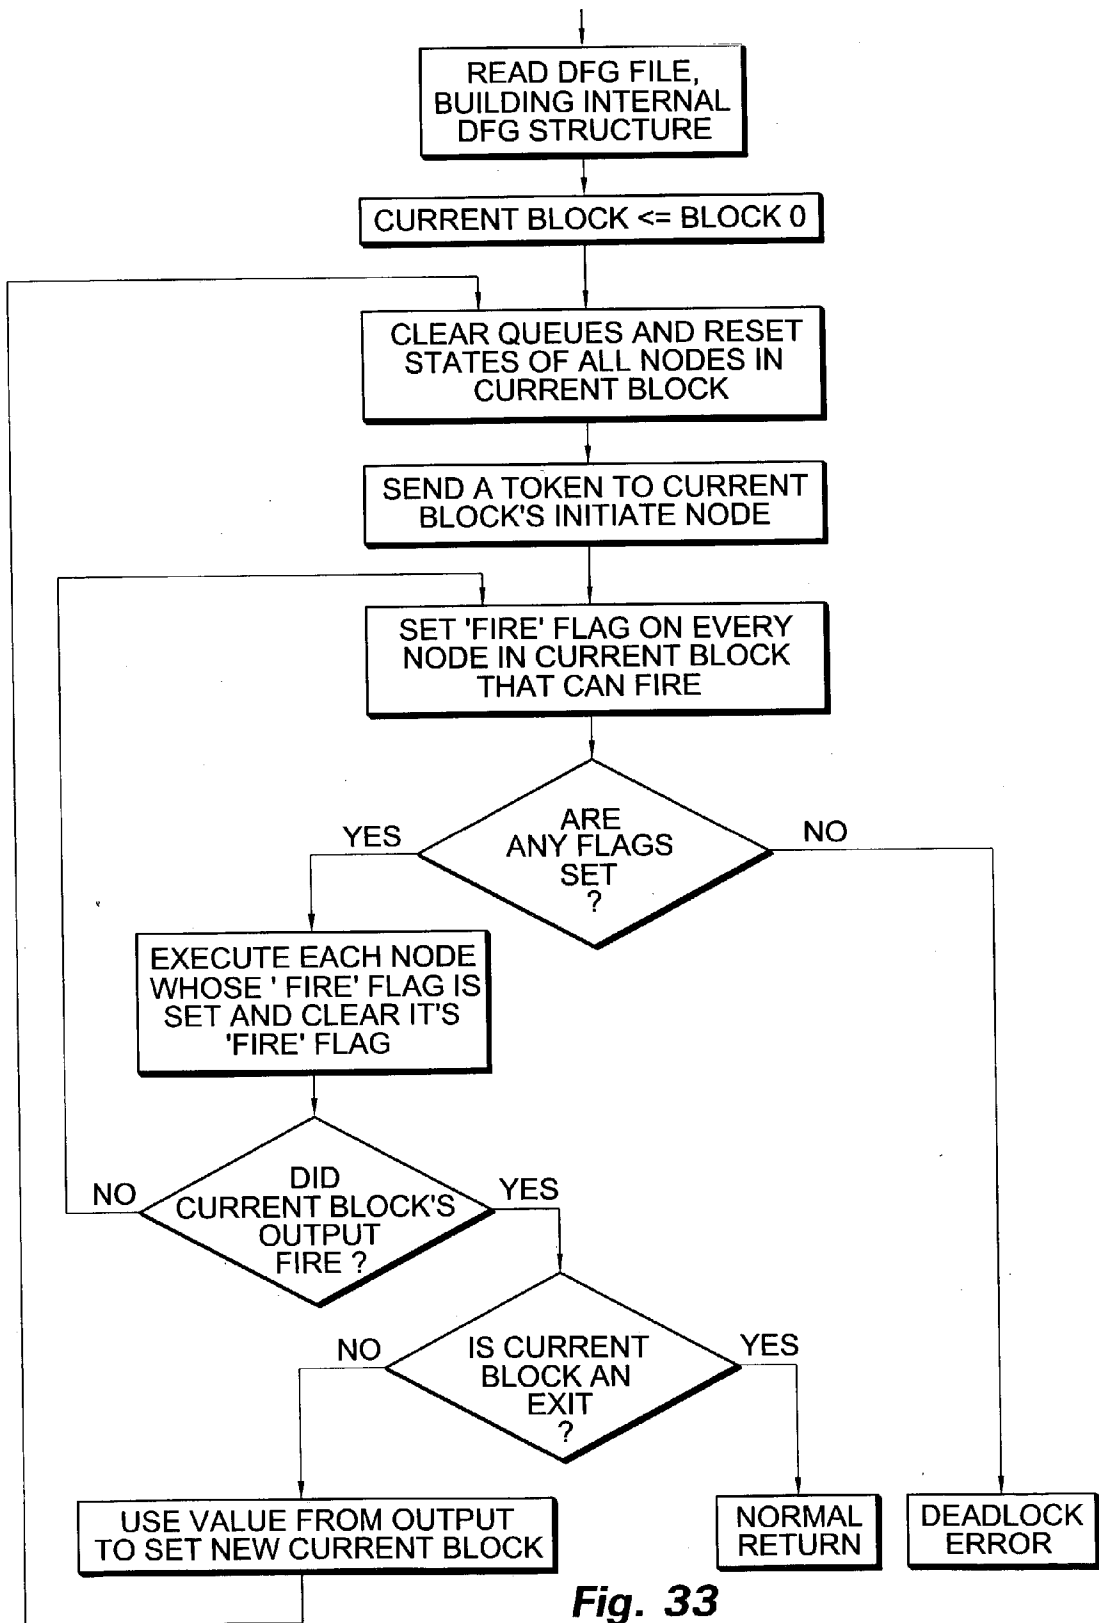 READ DFG FILE,
BUILDING INTERNAL
DFG STRUCTURE
CURRENT BLOCK <= BLOCK 0
CLEAR QUEUES AND RESET
STATES OF ALL NODES IN
CURRENT BLOCK
SEND A TOKEN TO CURRENT
BLOCK'S INITIATE NODE
SET 'FIRE' FLAG ON EVERY
NODE IN CURRENT BLOCK
THAT CAN FIRE
YES
ARE
ANY FLAGS
SET
?
NO
EXECUTE EACH NODE
WHOSE ' FIRE' FLAG IS
SET AND CLEAR IT'S
'FIRE' FLAG
NO
DID
CURRENT BLOCK'S
OUTPUT
FIRE ?
YES
NO
IS CURRENT
BLOCK AN
EXIT
?
YES
USE VALUE FROM OUTPUT
TO SET NEW CURRENT BLOCK
NORMAL
RETURN
DEADLOCK
ERROR
Fig. 33